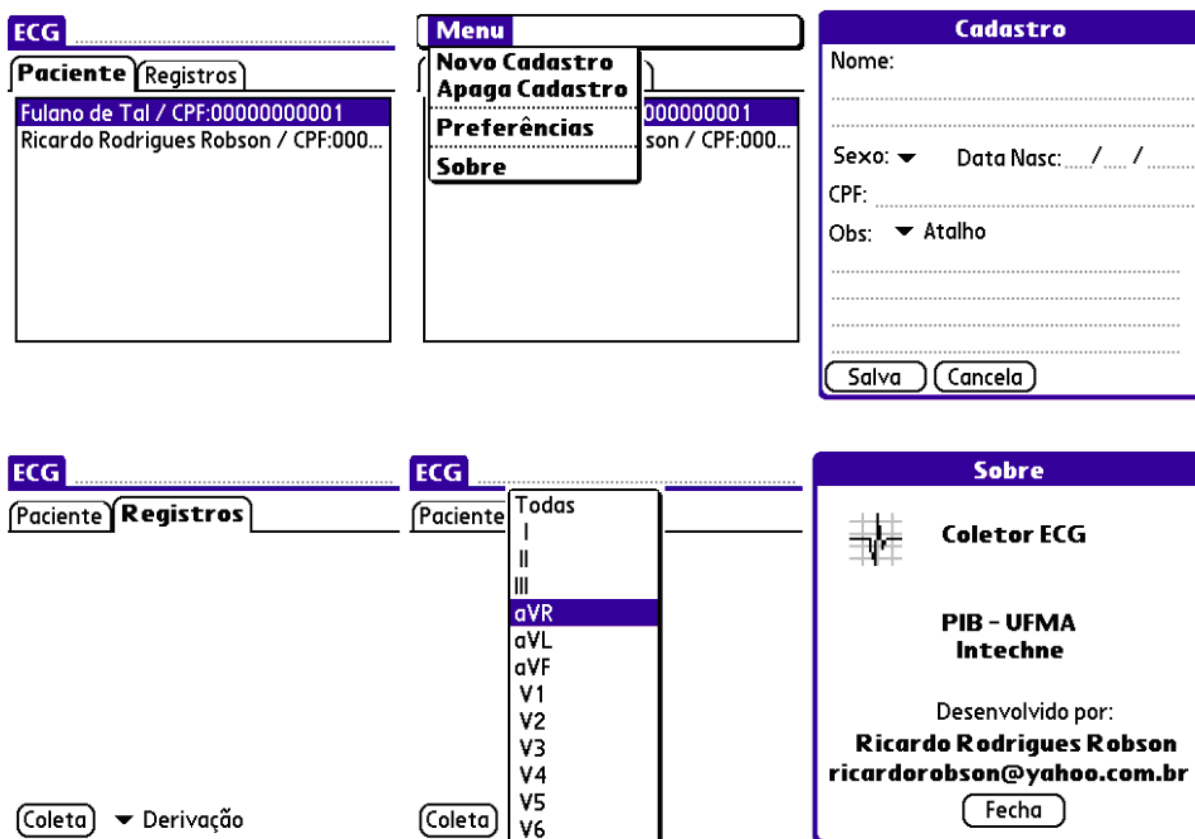 ECG
Paciente Registros
Fulano de Tal / CPF:00000000001
Ricardo Rodrigues Robson / CPF:000...
Menu
Novo Cadastro
Apaga Cadastro
Preferências
Sobre
000000001
son / CPF:000...
Cadastro
Nome:
Sexo: Data Nasc: / /
CPF:
Obs: Atalho
Salva Cancela
ECG
Paciente Registros
Coleta Derivação
ECG
Paciente
Todas
I
II
III
aVR
aVL
aVF
V1
V2
V3
V4
V5
V6
Coleta
Sobre
Coletor ECG
PIB - UFMA
Intechne
Desenvolvido por:
Ricardo Rodrigues Robson
ricardorobson@yahoo.com.br
Fecha